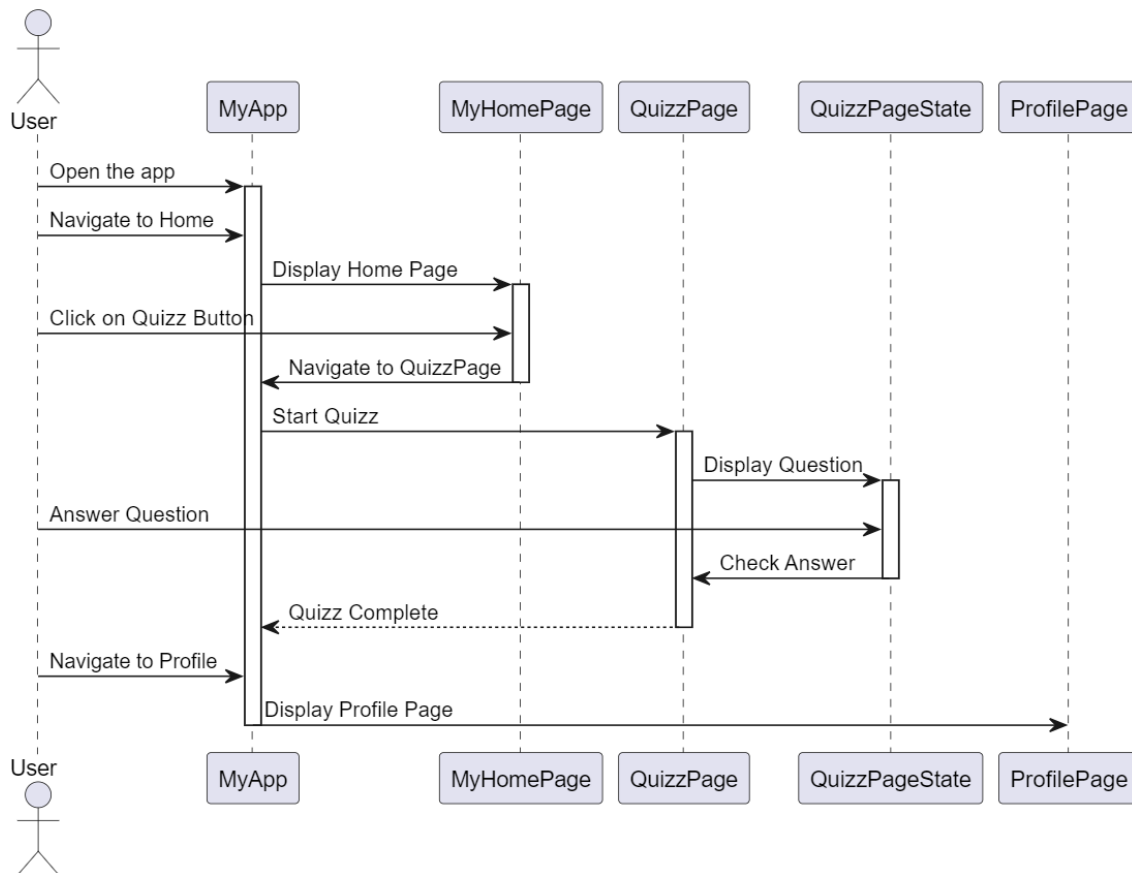 User
MyApp
MyHomePage
QuizzPage
QuizzPageState
ProfilePage
Open the app
Navigate to Home
Display Home Page
Click on Quizz Button
Navigate to QuizzPage
Start Quizz
Display Question
Answer Question
Check Answer
Quizz Complete
Navigate to Profile
Display Profile Page
User
MyApp
MyHomePage
QuizzPage
QuizzPageState
ProfilePage